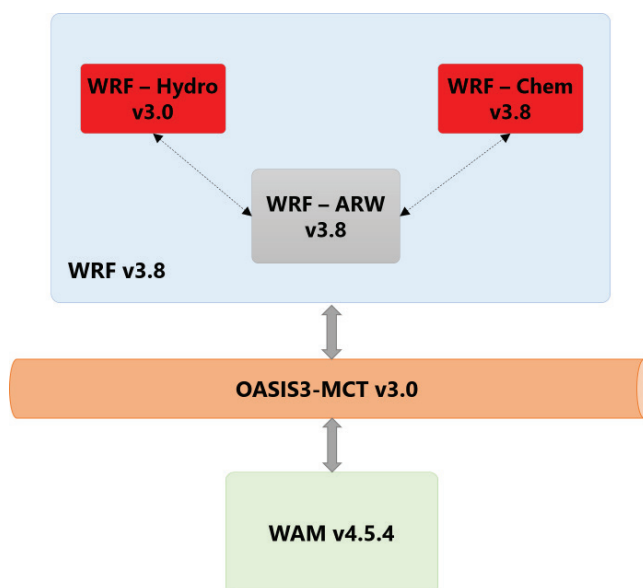 WRF – Hydro
v3.0
WRF – Chem
v3.8
WRF – ARW
v3.8
WRF v3.8
OASIS3-MCT v3.0
WAM v4.5.4